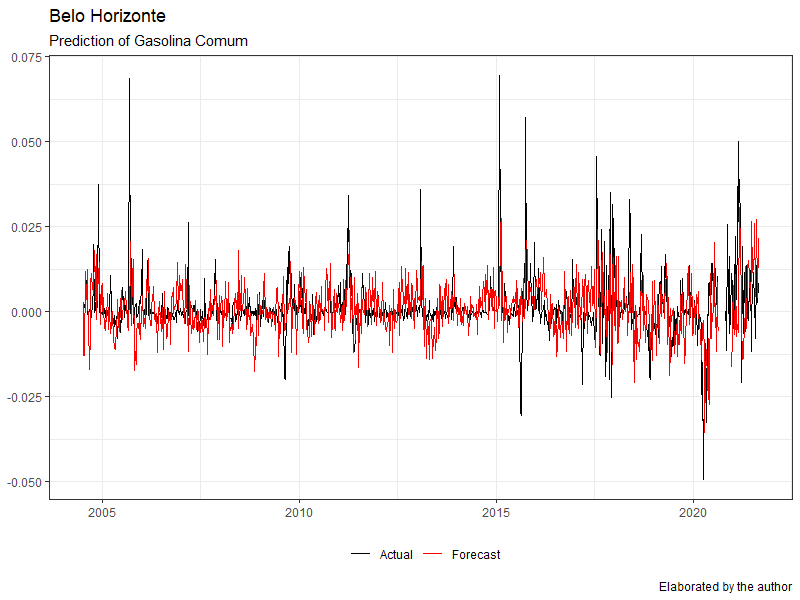 Belo Horizonte
Prediction of Gasolina Comum
0.075
0.050
0.025
0.000
-0.025
-0.050
2005 2010 2015 2020
Actual Forecast
Elaborated by the author